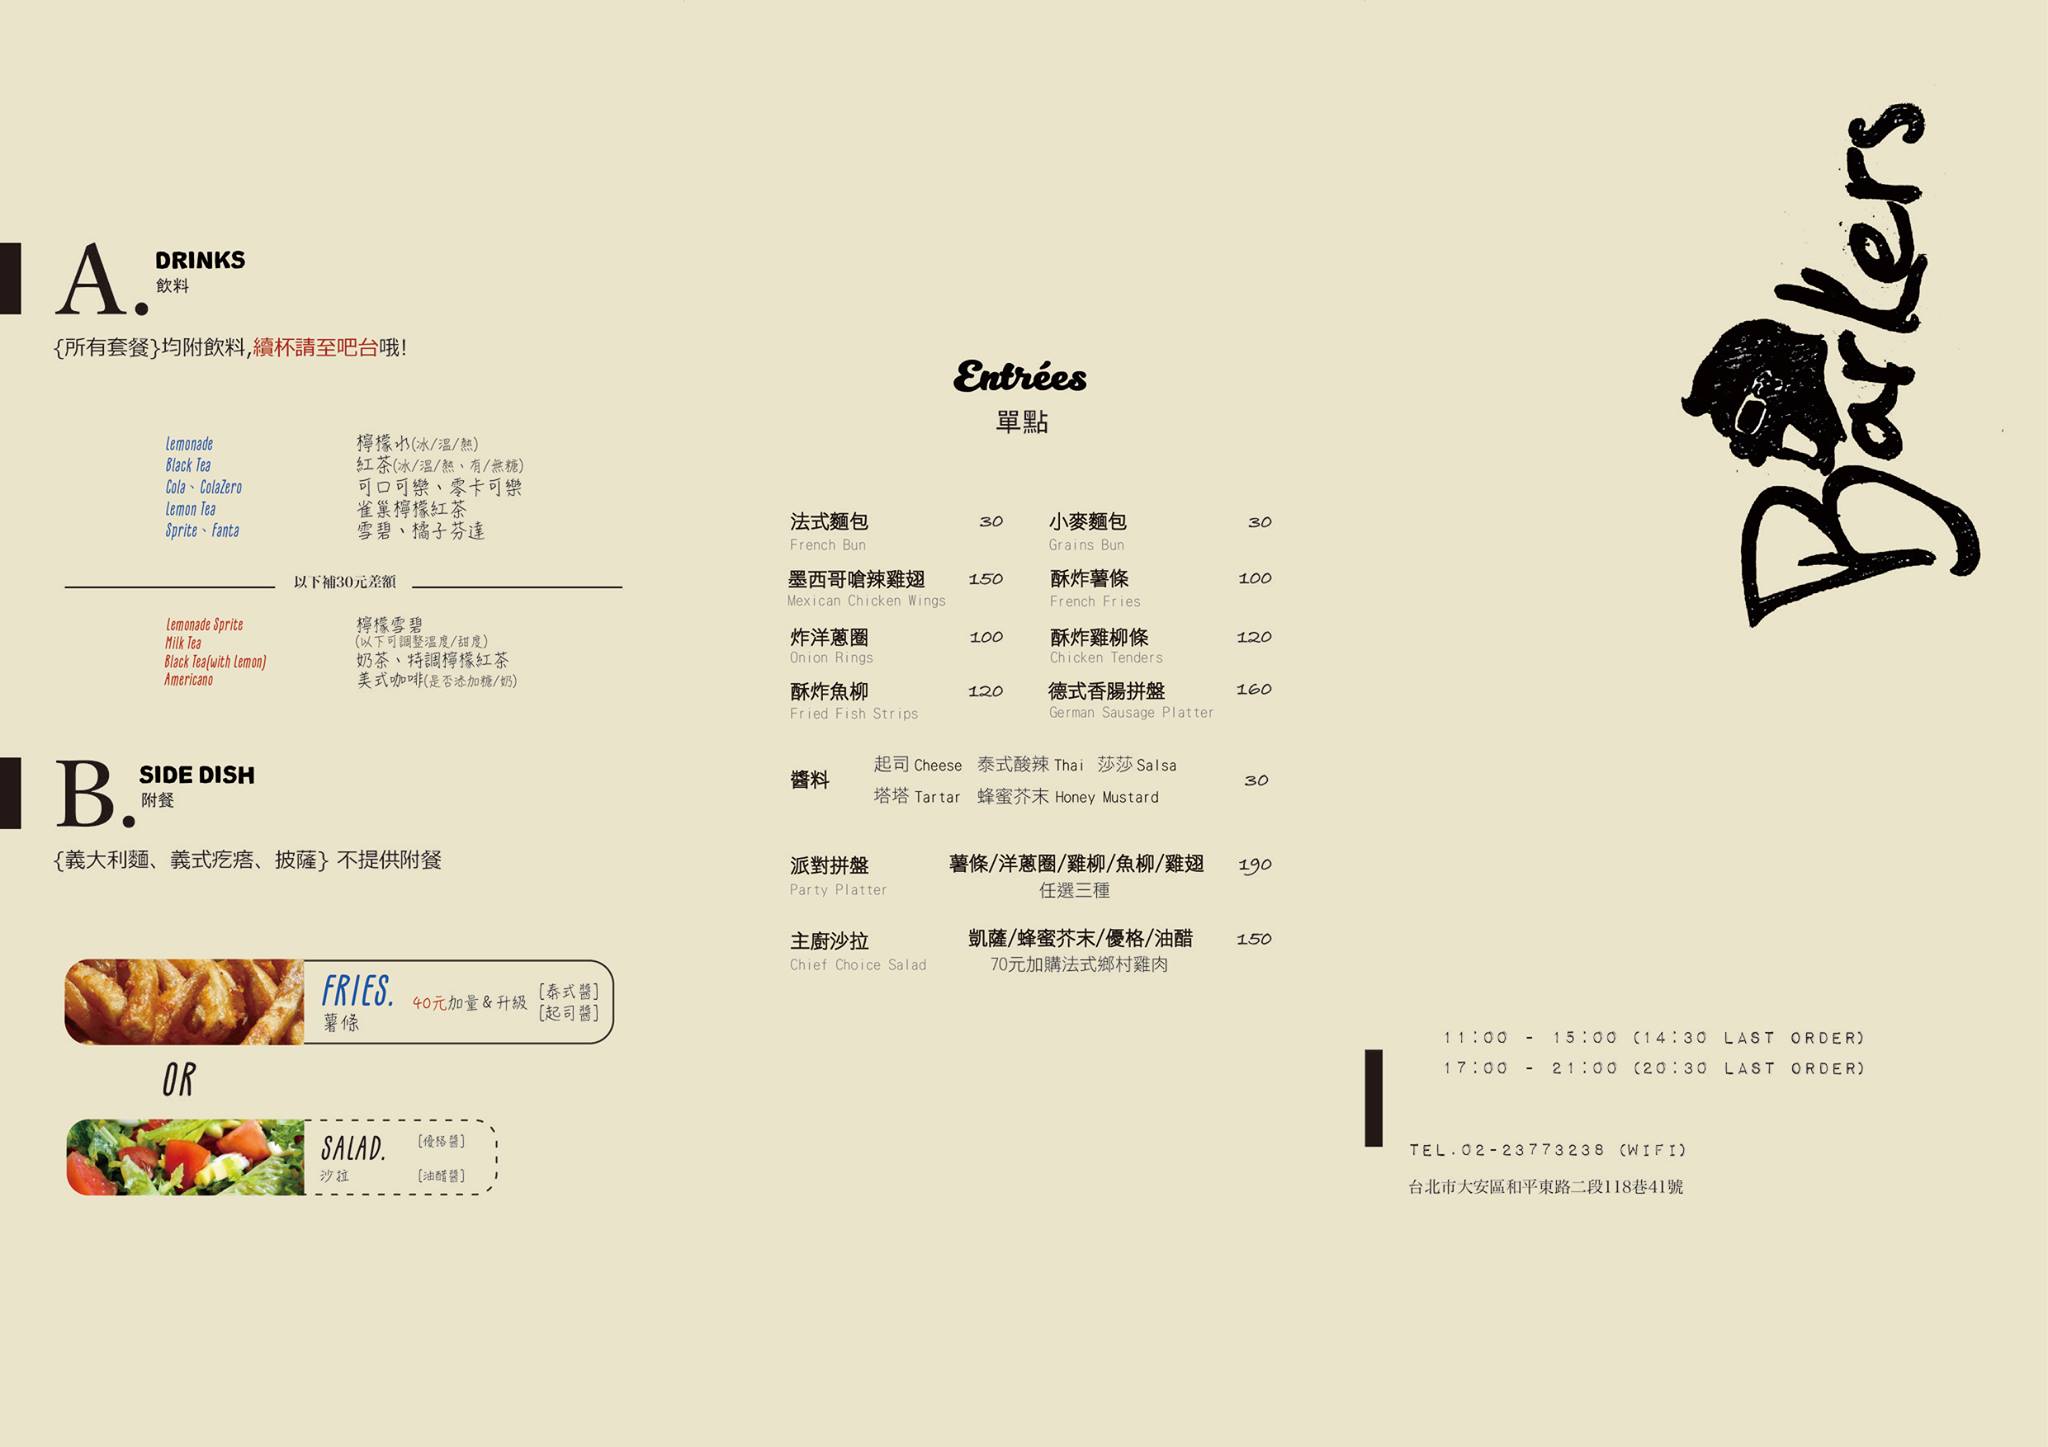 A.
DRINKS
飲料
{所有套餐}均附飲料,續杯請至吧台哦!
Lemonade 檸檬水(冰/溫/熱)
Black Tea 紅茶(冰/溫/熱、有/無糖)
Cola、ColaZero 可口可樂、零卡可樂
Lemon Tea 雀巢檸檬紅茶
Sprite、Fanta 雪碧、橘子芬達
以下補30元差額
Lemonade Sprite 檸檬雪碧
Milk Tea (以下可調整溫度/甜度)
Black Tea(with Lemon) 奶茶、特調檸檬紅茶
Americano 美式咖啡(是否添加糖/奶)
B.
SIDE DISH
附餐
{義大利麵、義式疙瘩、披薩} 不提供附餐
FRIES.
薯條
40元加量&升級
[泰式醬]
[起司醬]
OR
SALAD.
沙拉
[優格醬]
[油醋醬]
Entrées
單點
法式麵包 30 小麥麵包 30
French Bun Grains Bun
墨西哥嗆辣雞翅 150 酥炸薯條 100
Mexican Chicken Wings French Fries
炸洋蔥圈 100 酥炸雞柳條 120
Onion Rings Chicken Tenders
酥炸魚柳 120 德式香腸拼盤 160
Fried Fish Strips German Sausage Platter
醬料 起司 Cheese 泰式酸辣 Thai 莎莎 Salsa 30
塔塔 Tartar 蜂蜜芥末 Honey Mustard
派對拼盤 薯條/洋蔥圈/雞柳/魚柳/雞翅 190
Party Platter 任選三種
主廚沙拉 凱薩/蜂蜜芥末/優格/油醋 150
Chief Choice Salad 70元加購法式鄉村雞肉
Barkers
11:00 - 15:00 (14:30 LAST ORDER)
17:00 - 21:00 (20:30 LAST ORDER)
TEL.02-23773238 (WIFI)
台北市大安區和平東路二段118巷41號